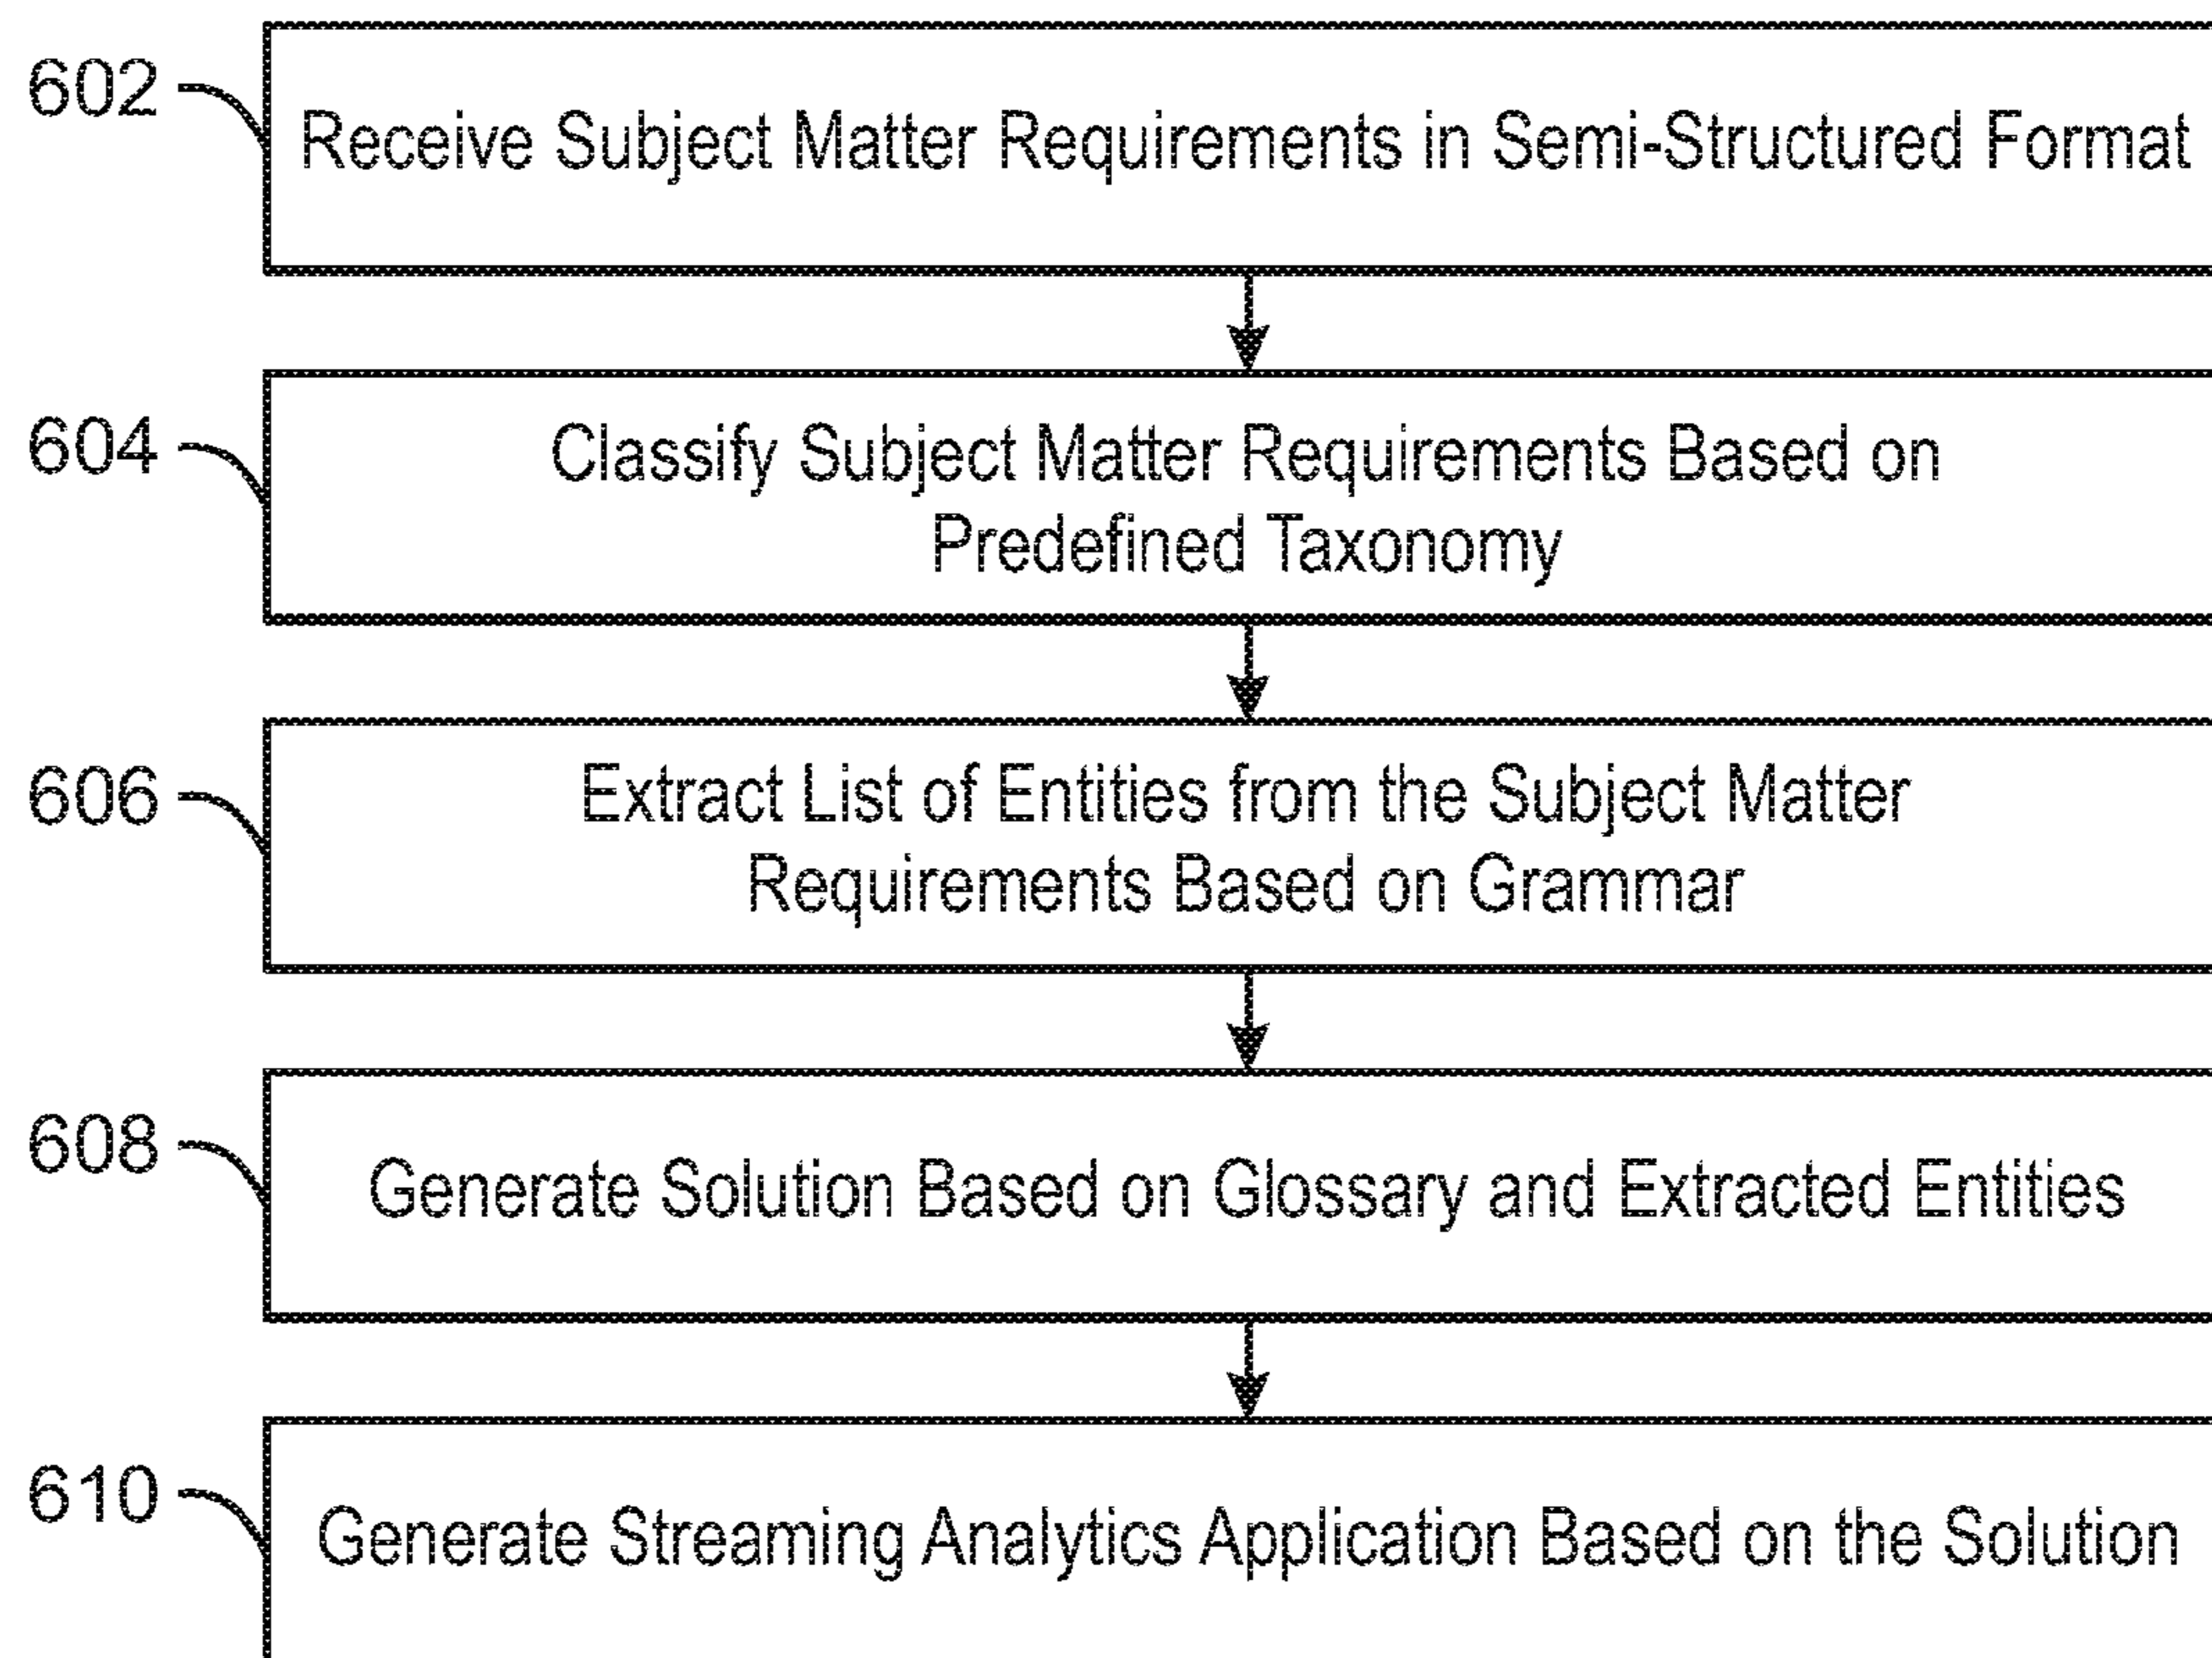 602
Receive Subject Matter Requirements in Semi-Structured Format
604
Classify Subject Matter Requirements Based on
Predefined Taxonomy
606
Extract List of Entities from the Subject Matter
Requirements Based on Grammar
608
Generate Solution Based on Glossary and Extracted Entities
610
Generate Streaming Analytics Application Based on the Solution